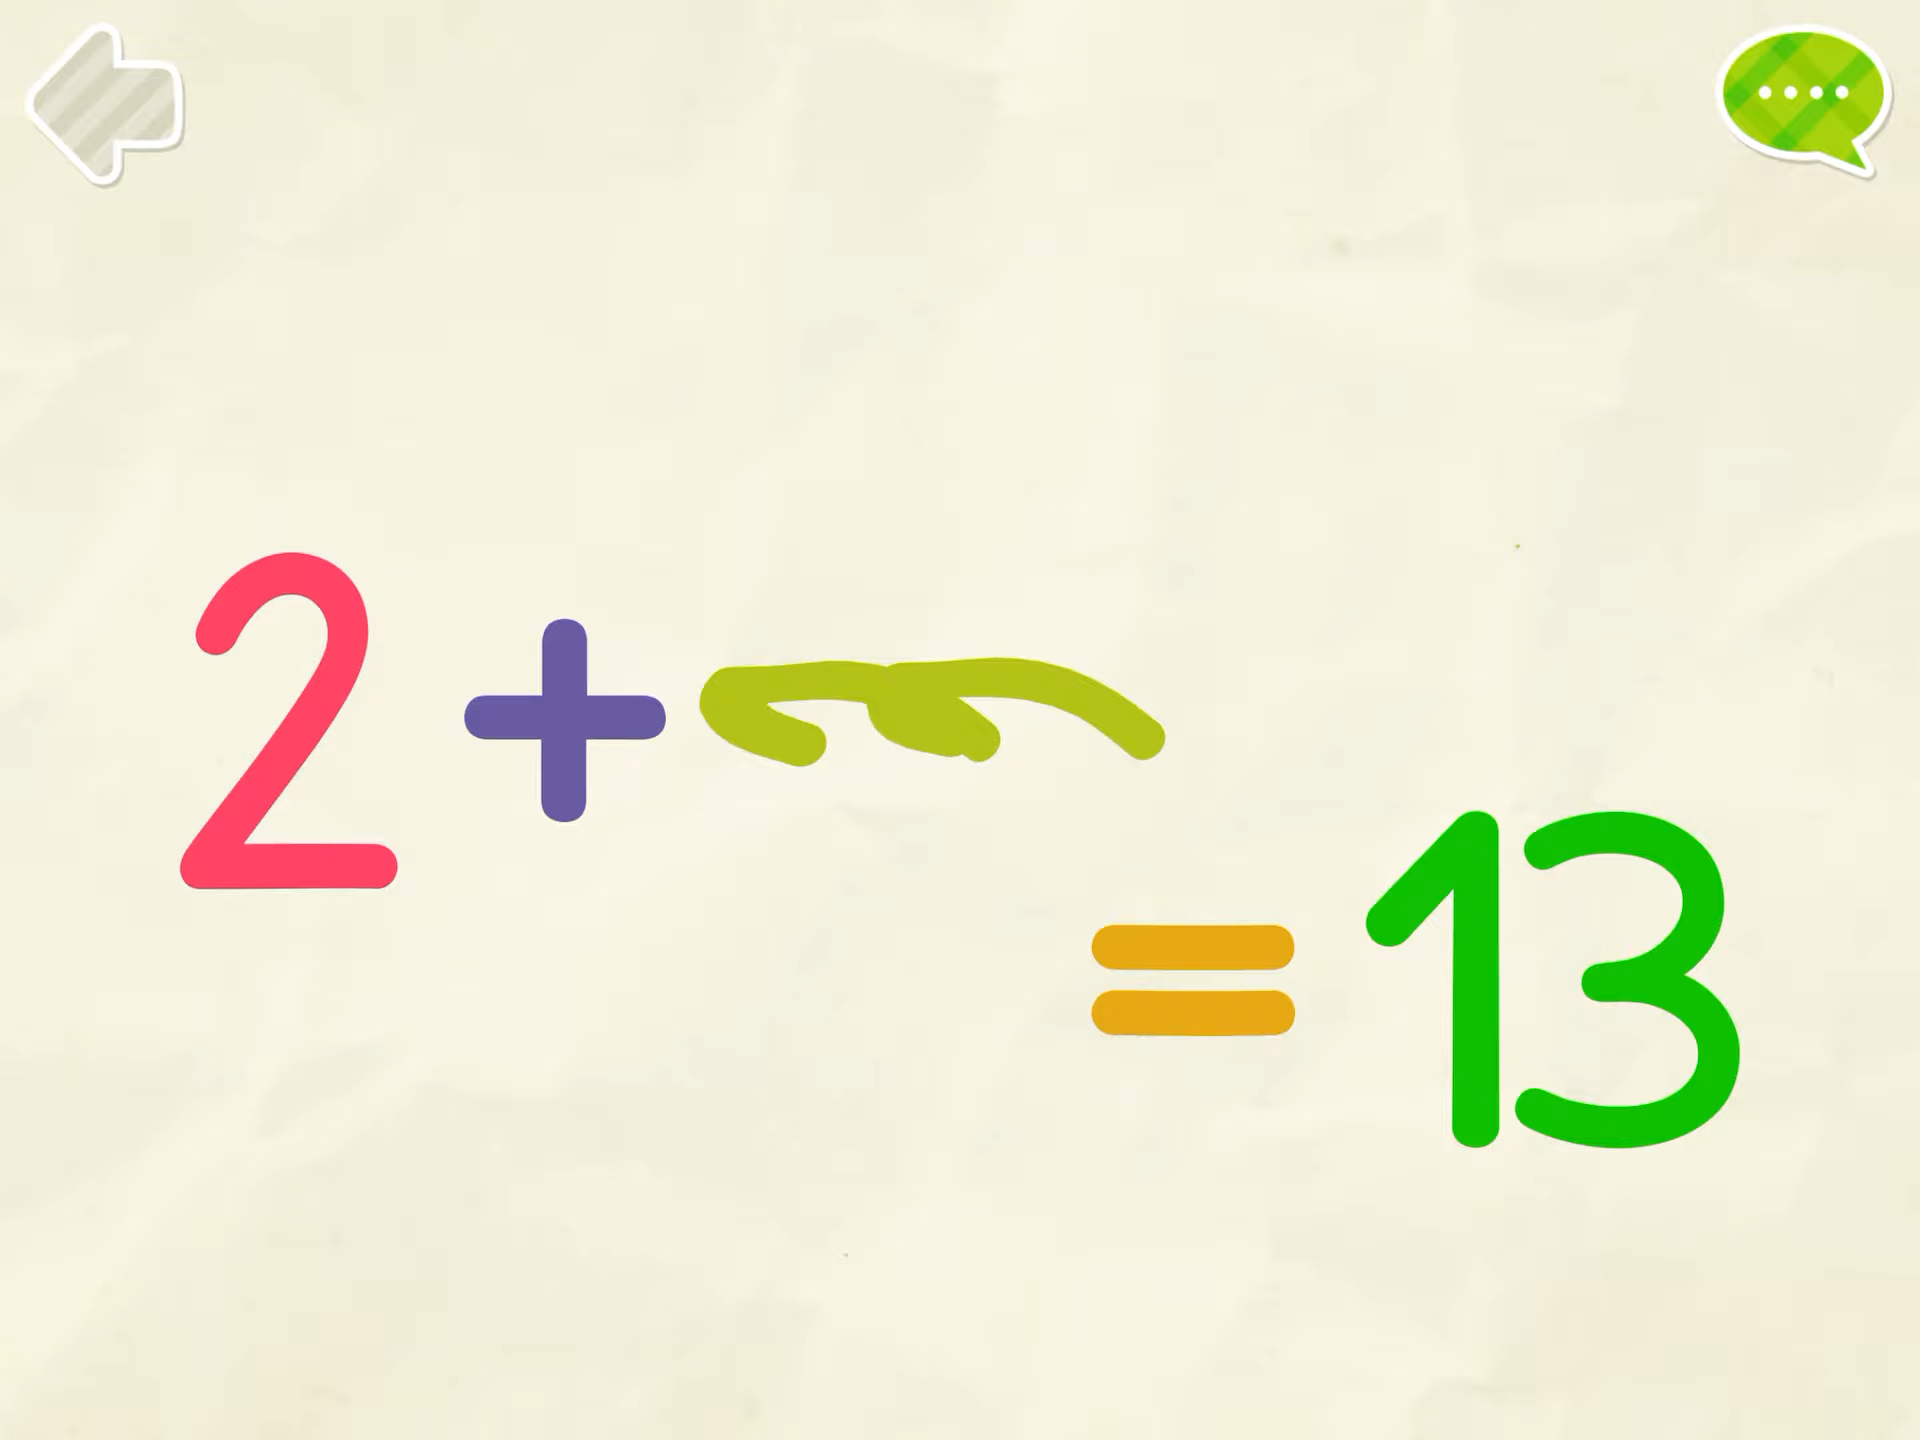 2 +
= 13